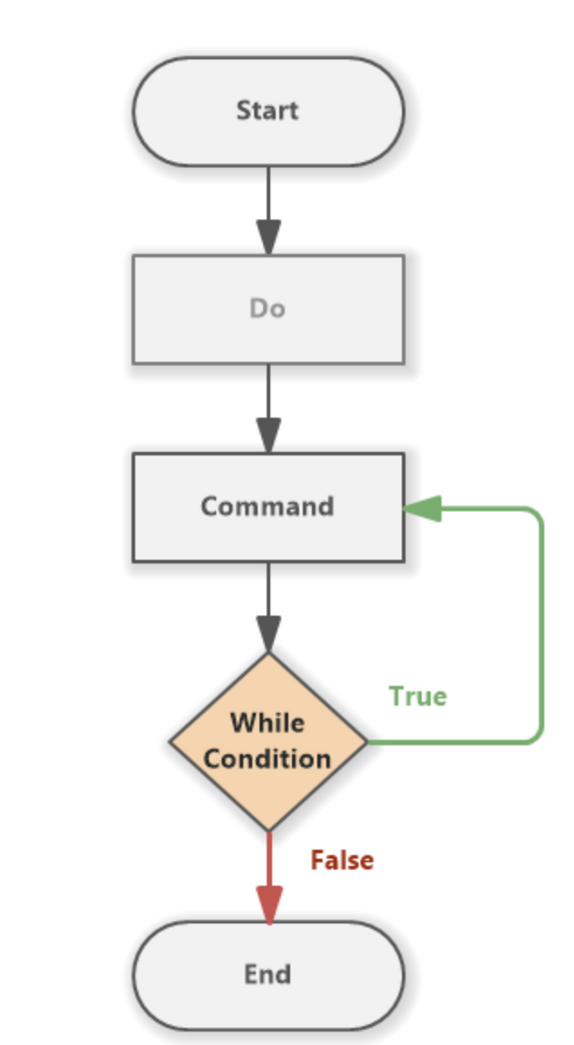 Start
Do
Command
True
While
Condition
False
End